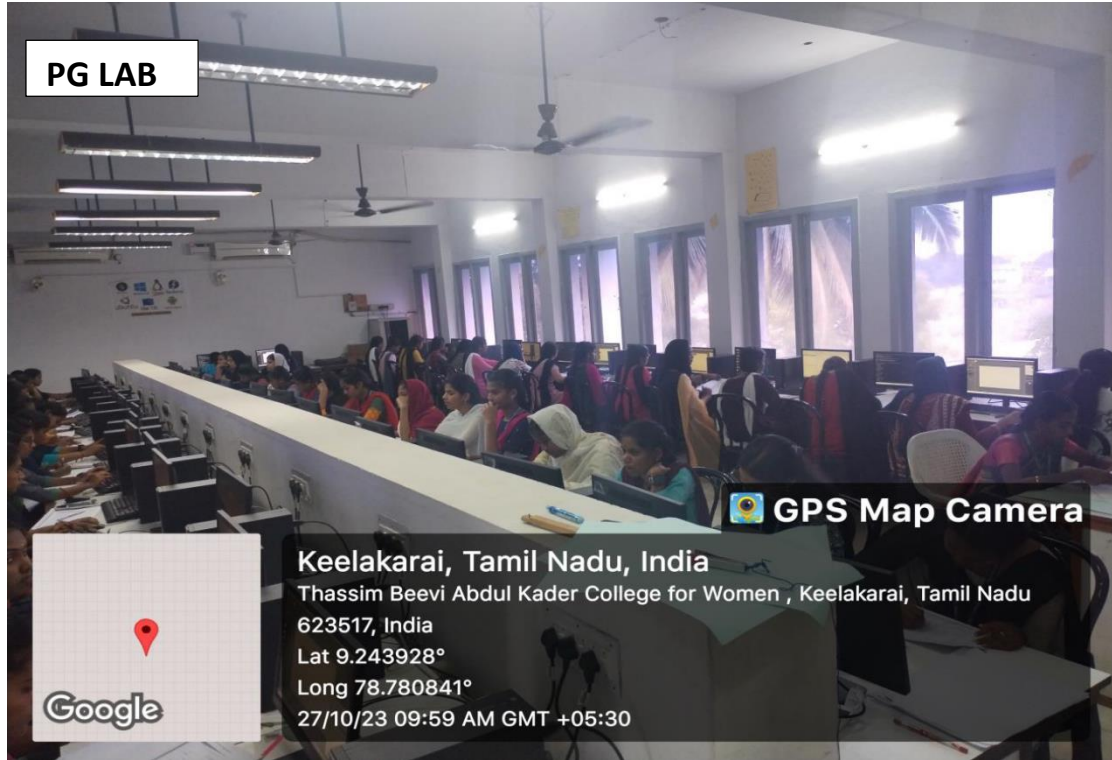 PG LAB
GPS Map Camera
Keelakarai, Tamil Nadu, India
Thassim Beevi Abdul Kader College for Women , Keelakarai, Tamil Nadu
623517, India
Lat 9.243928°
Long 78.780841°
27/10/23 09:59 AM GMT +05:30
Google